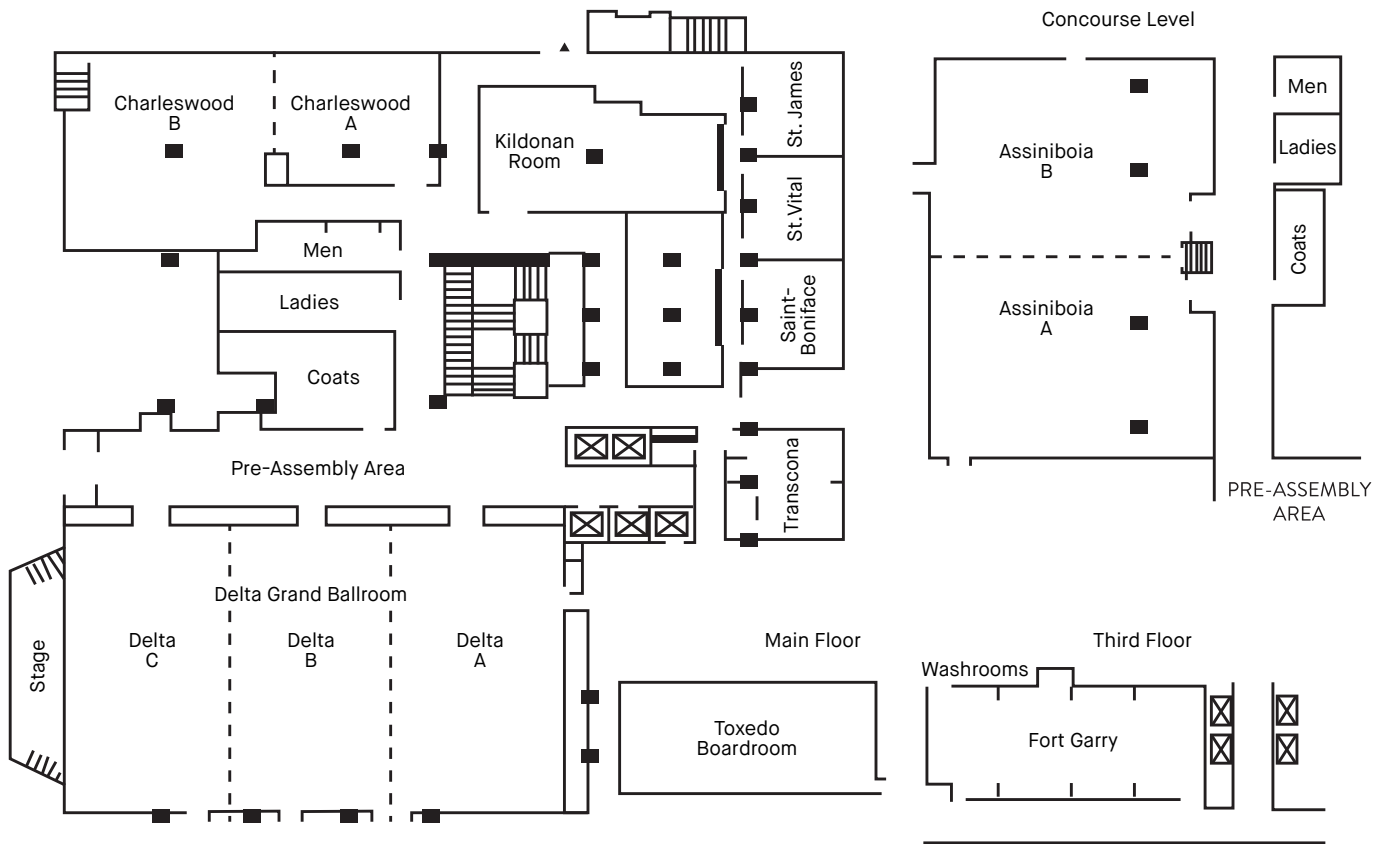 Concourse Level
Charleswood
B
Charleswood
A
Kildonan
Room
St. James
St. Vital
Saint-
Boniface
Men
Ladies
Coats
Pre-Assembly Area
Transcona
Delta Grand Ballroom
Delta
C
Delta
B
Delta
A
Stage
Assiniboia
B
Assiniboia
A
Men
Ladies
Coats
PRE-ASSEMBLY
AREA
Main Floor
Toxedo
Boardroom
Third Floor
Washrooms
Fort Garry